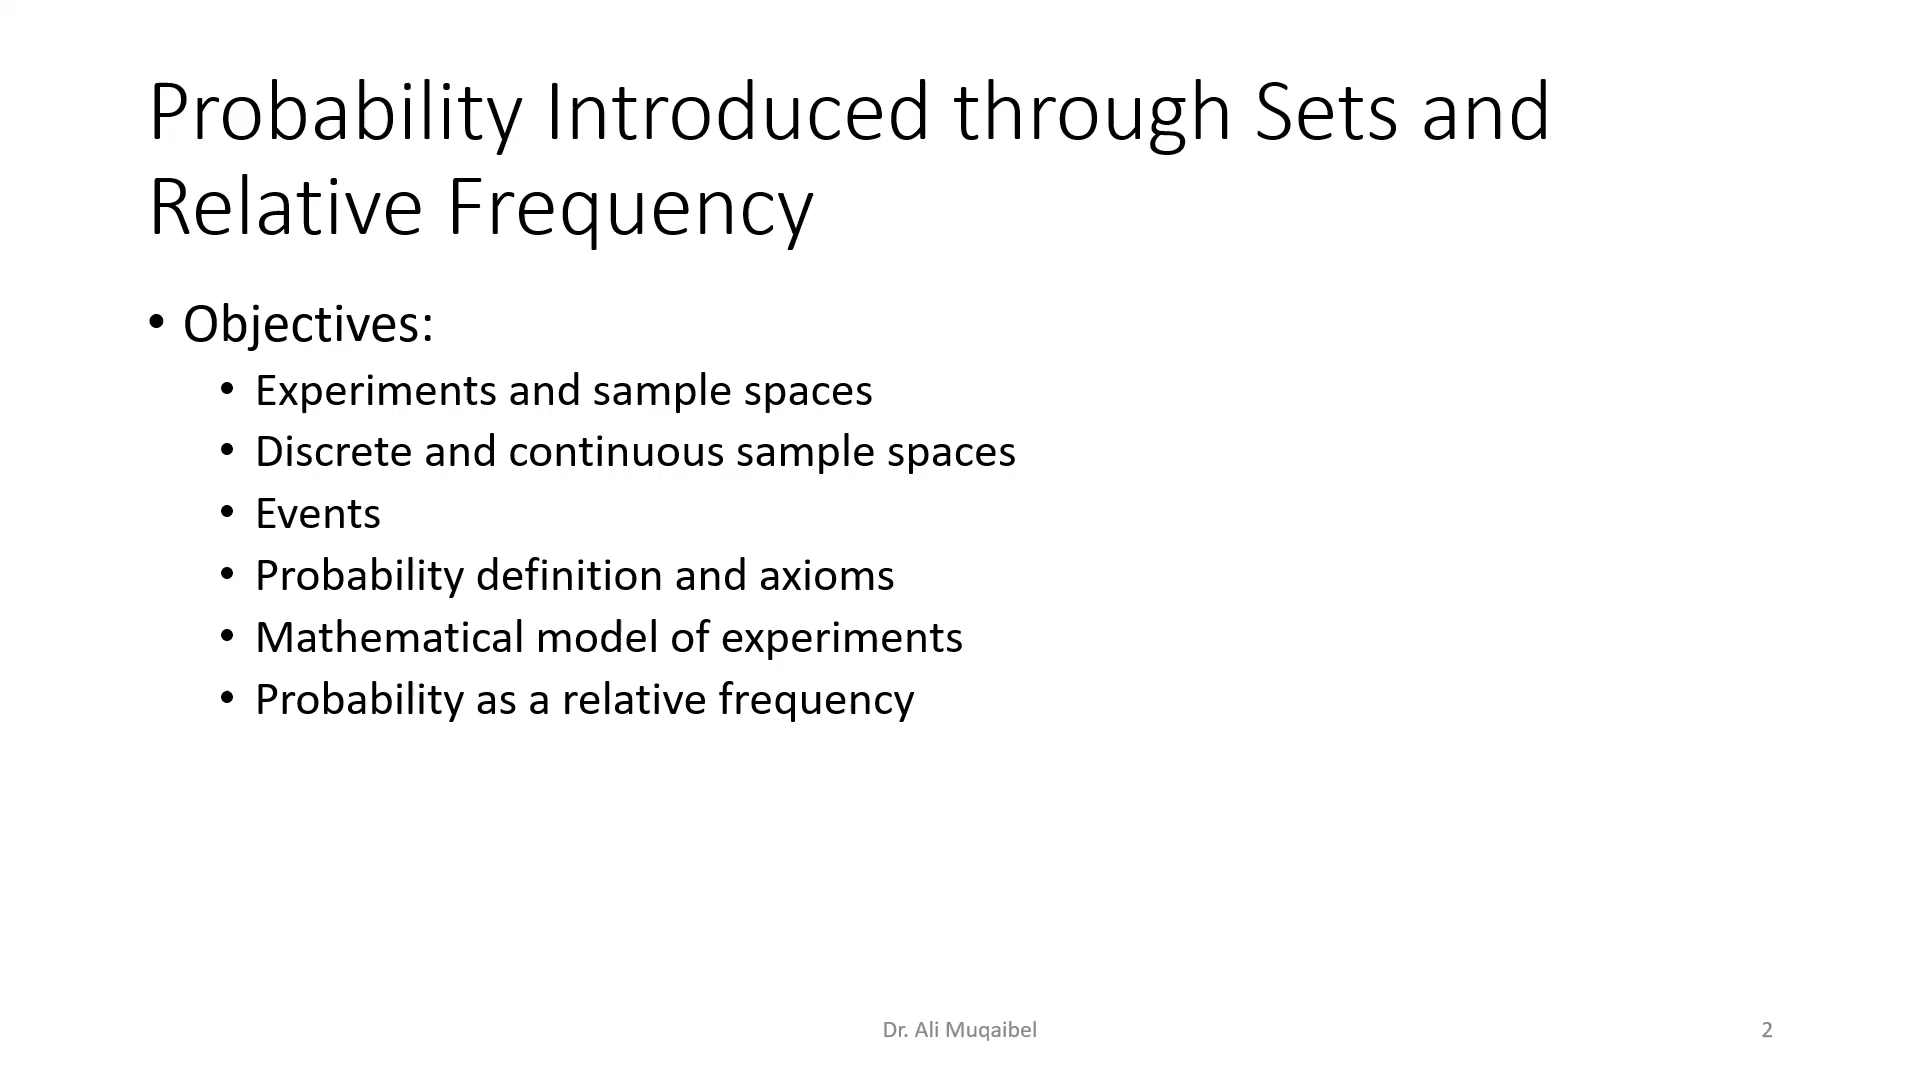 Probability Introduced through Sets and
Relative Frequency
• Objectives:
• Experiments and sample spaces
• Discrete and continuous sample spaces
• Events
• Probability definition and axioms
• Mathematical model of experiments
• Probability as a relative frequency
Dr. Ali Muqaibel
2